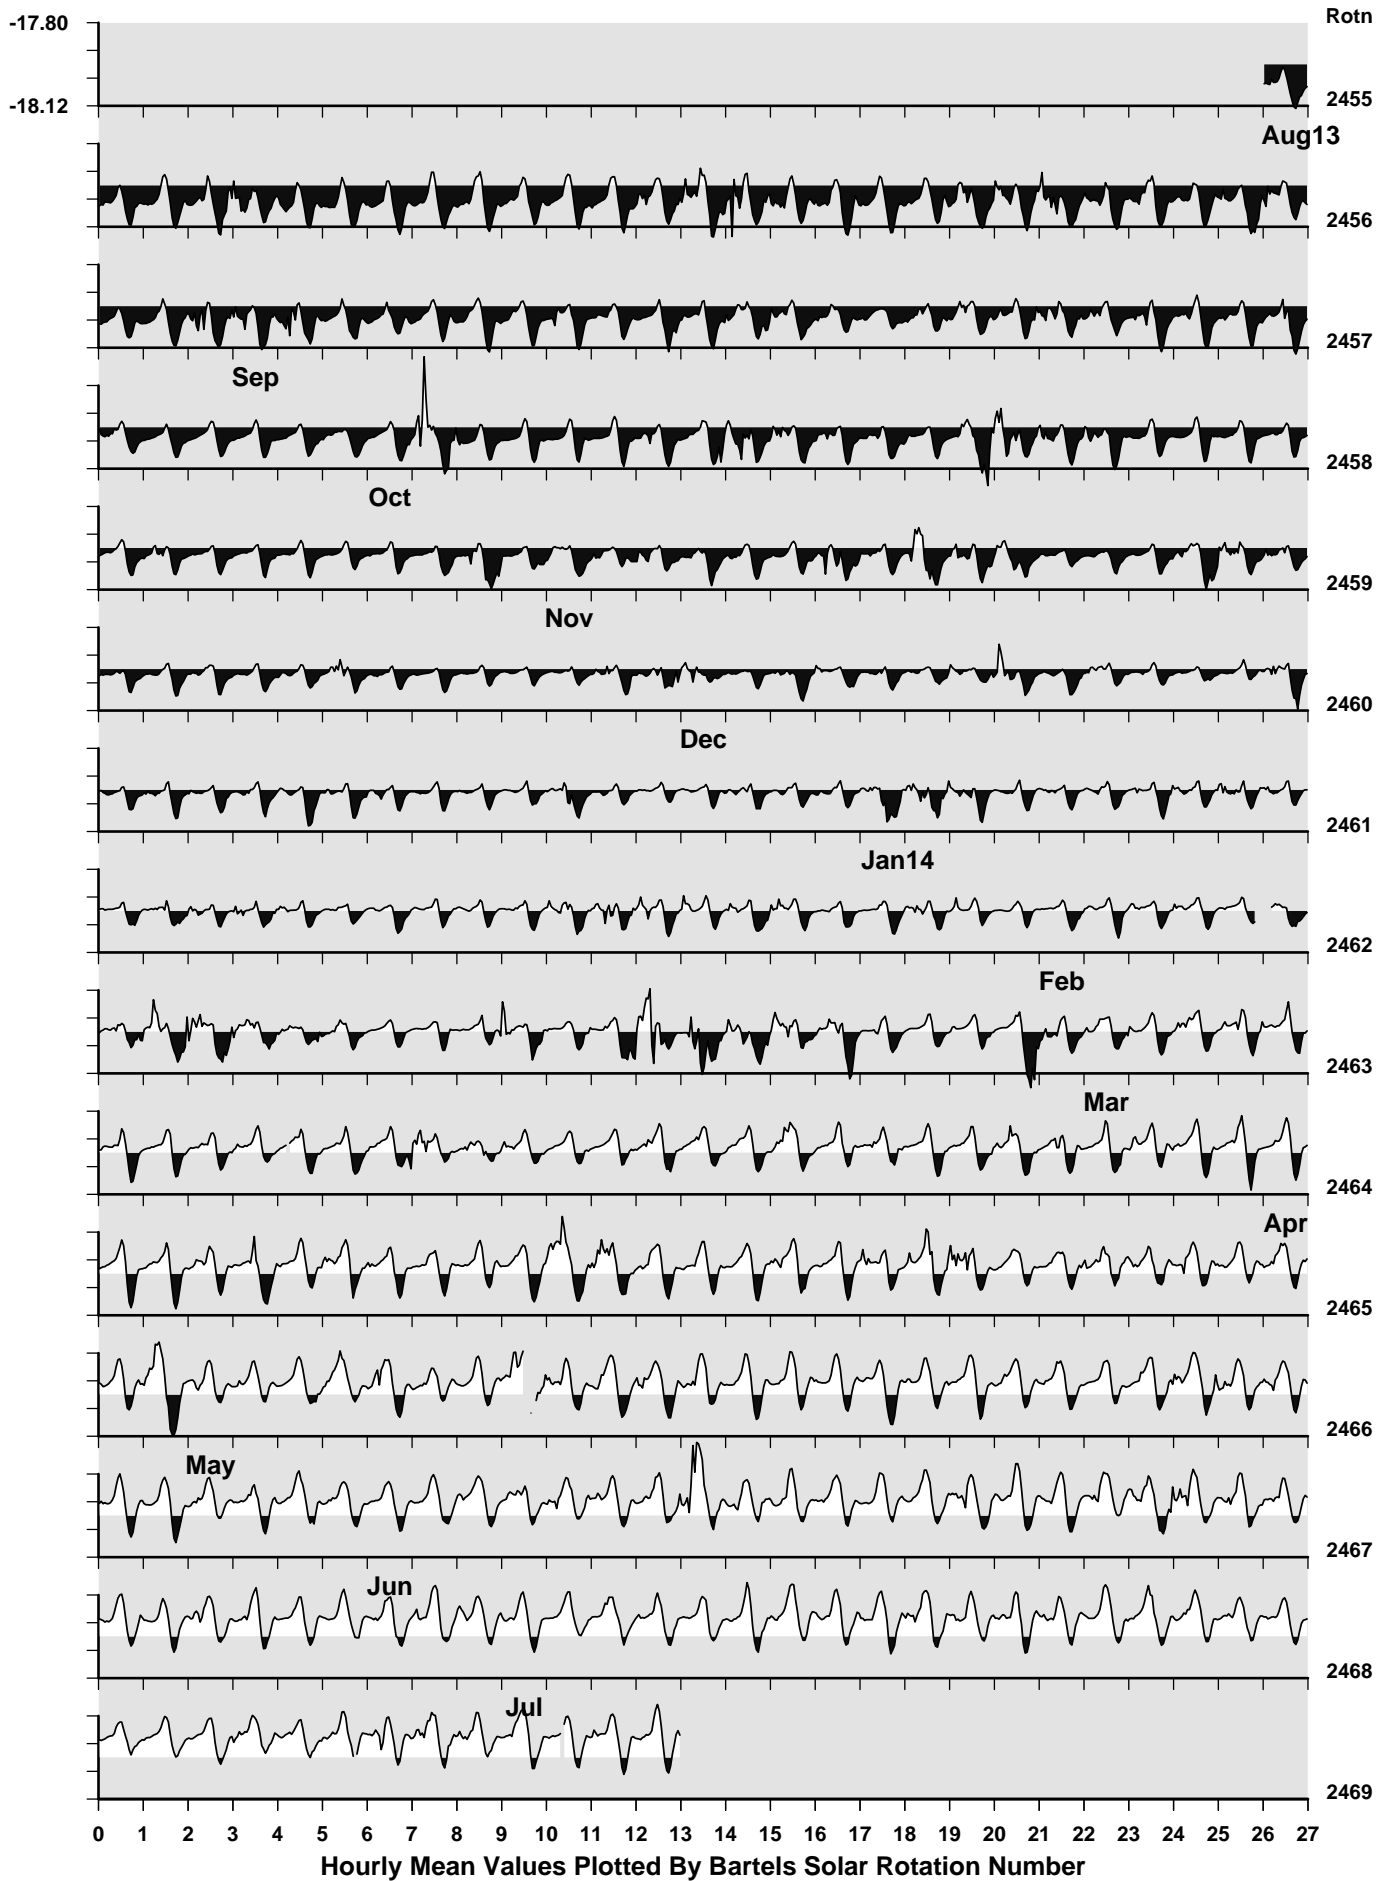 -17.80
Rotn
-18.12
2455
Aug13
2456
2457
Sep
2458
Oct
2459
Nov
2460
Dec
2461
Jan14
2462
Feb
2463
Mar
2464
Apr
2465
2466
May
2467
Jun
2468
Jul
2469
0 1 2 3 4 5 6 7 8 9 10 11 12 13 14 15 16 17 18 19 20 21 22 23 24 25 26 27
Hourly Mean Values Plotted By Bartels Solar Rotation Number